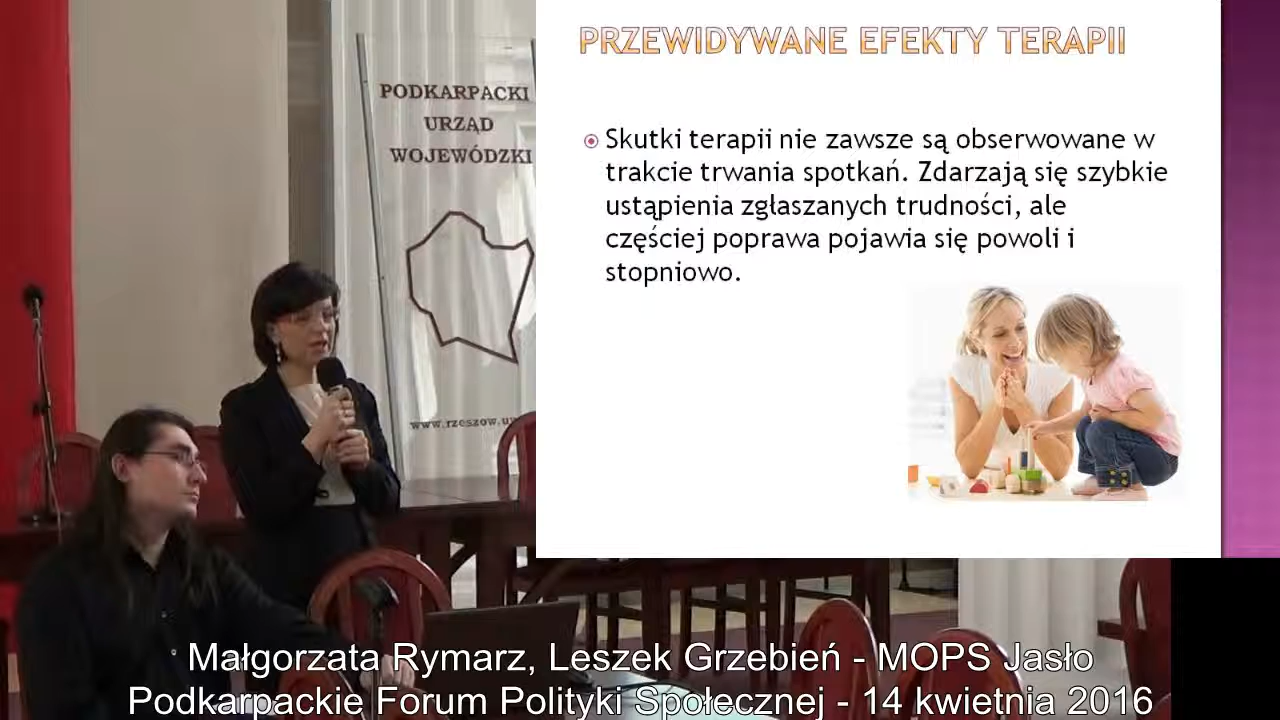 PODKARPACKI
URZĄD
WOJEWÓDZKI
www.rzeszow.u
PRZEWIDYWANE EFEKTY TERAPII
Skutki terapii nie zawsze są obserwowane w
trakcie trwania spotkań. Zdarzają się szybkie
ustąpienia zgłaszanych trudności, ale
częściej poprawa pojawia się powoli i
stopniowo.
Małgorzata Rymarz, Leszek Grzebień - MOPS Jasło
Podkarpackie Forum Polityki Społecznej - 14 kwietnia 2016